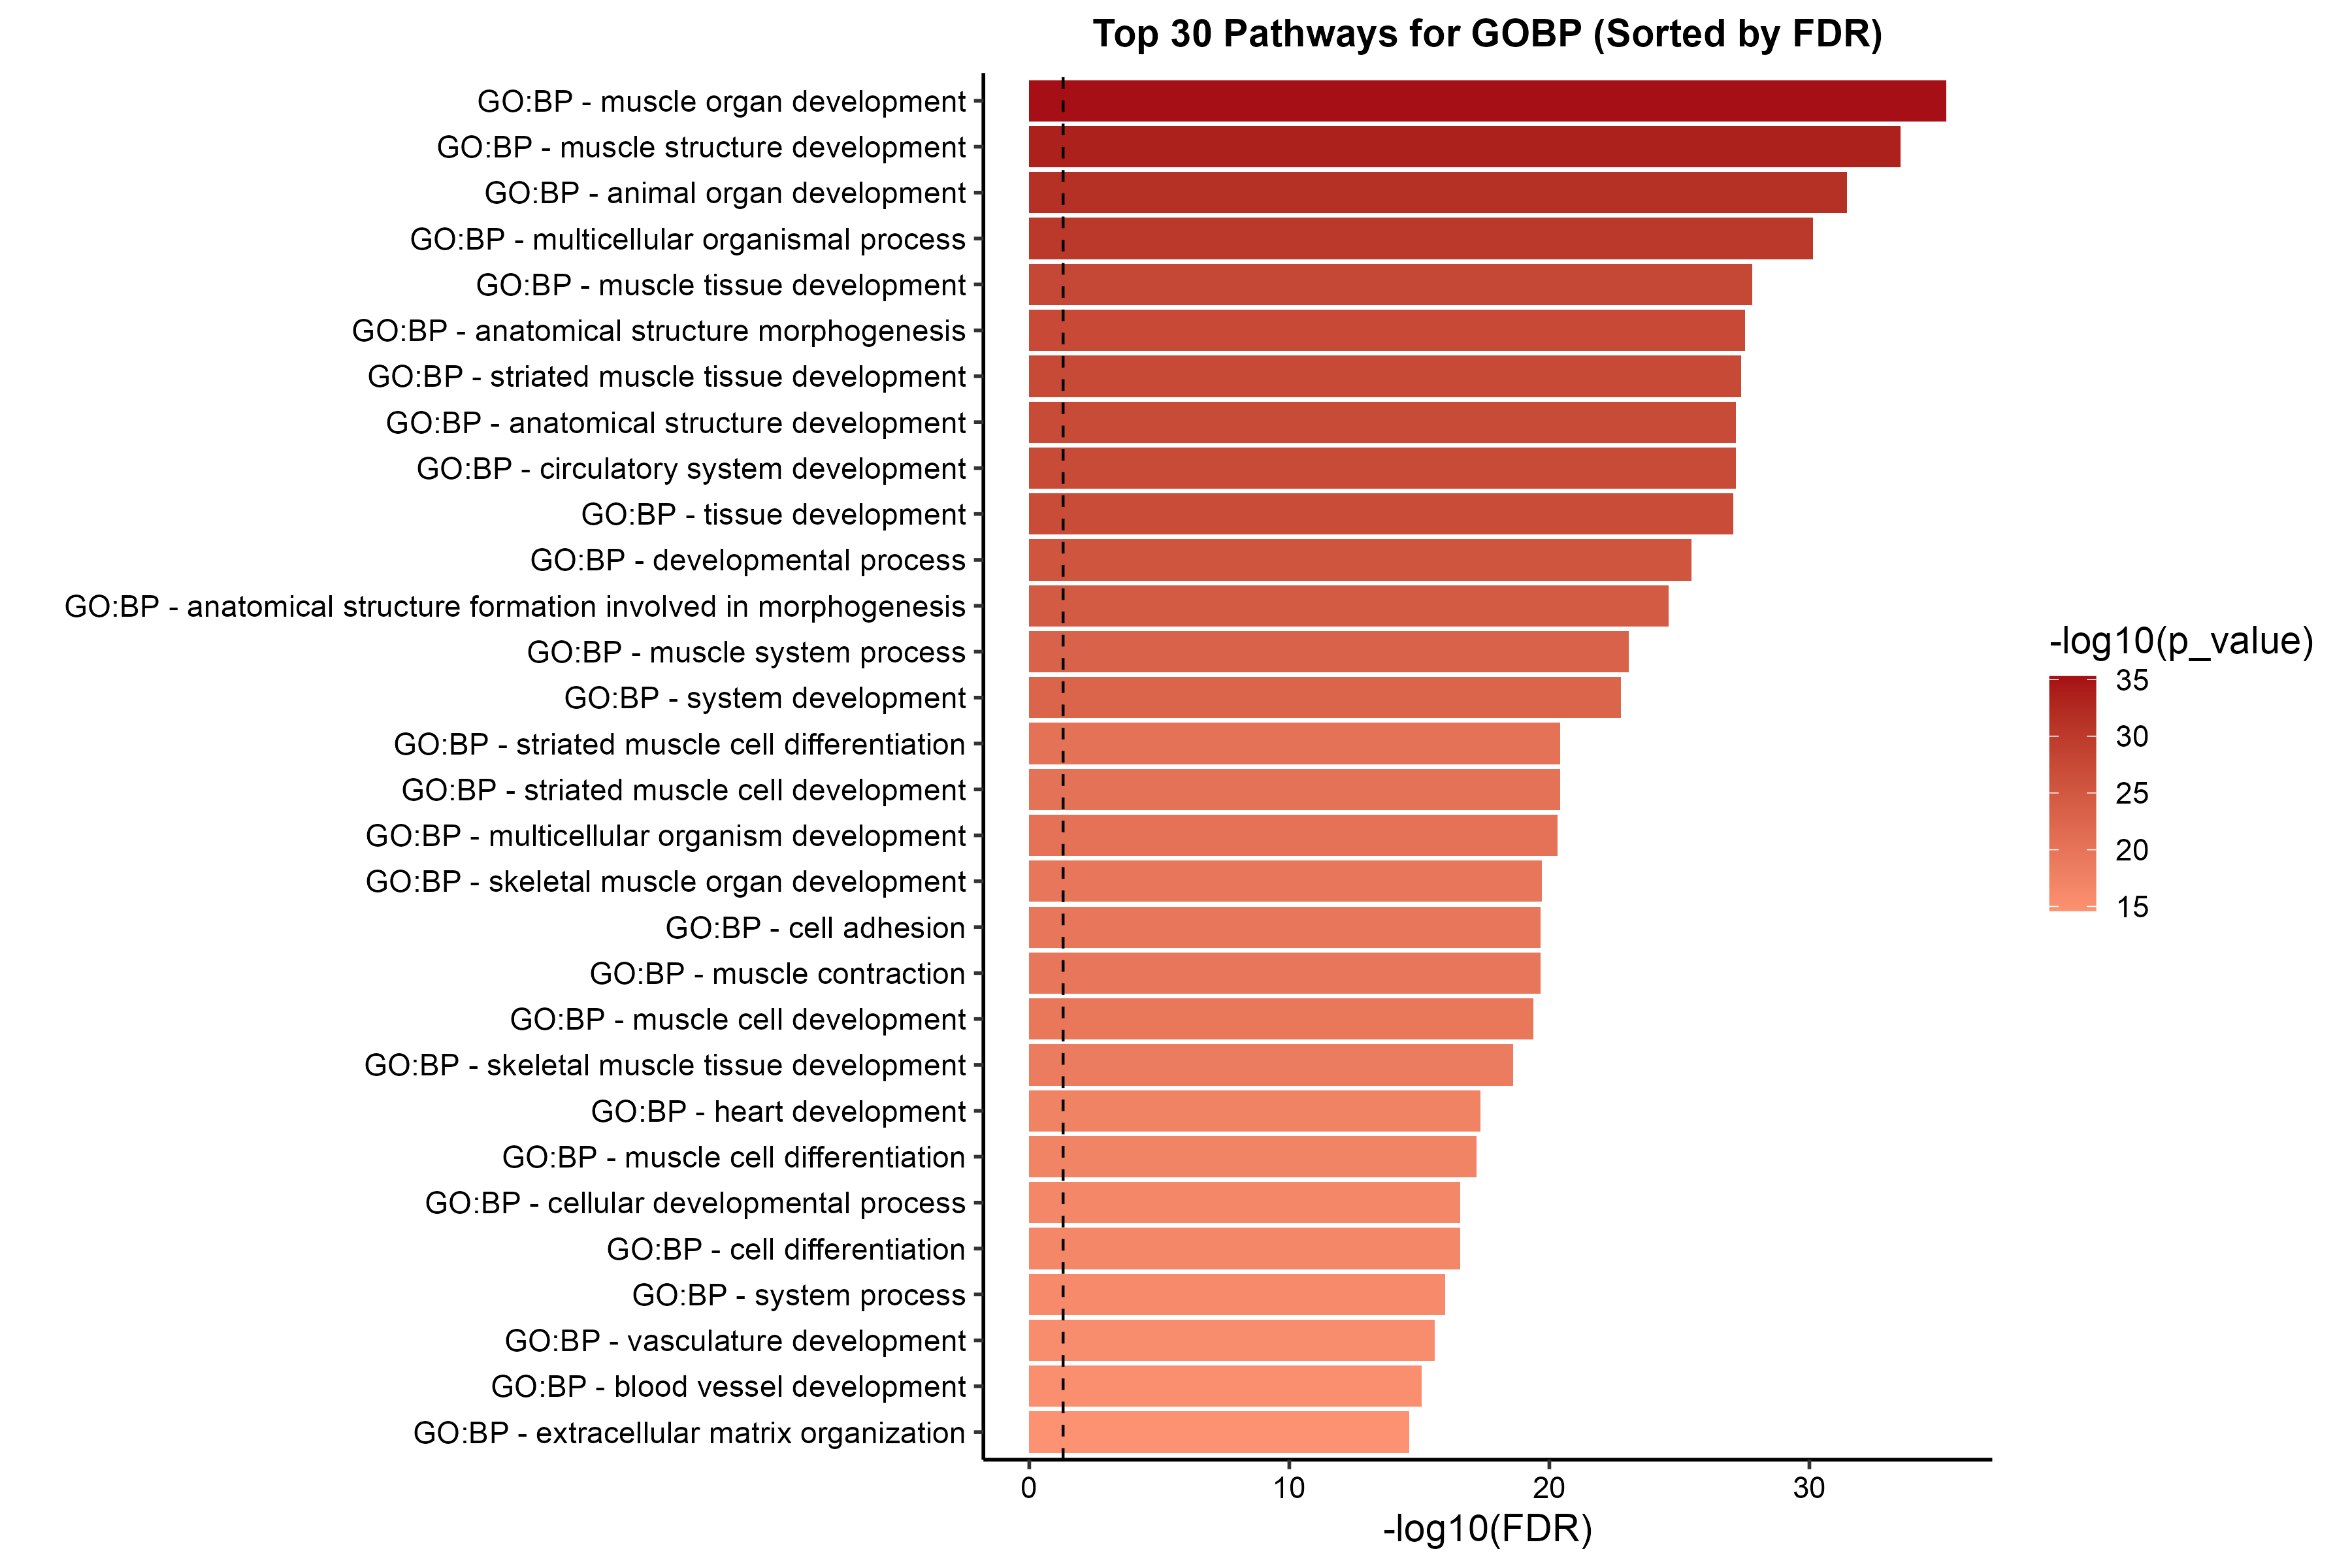 Top 30 Pathways for GOBP (Sorted by FDR)
GO:BP - muscle organ development
GO:BP - muscle structure development
GO:BP - animal organ development
GO:BP - multicellular organismal process
GO:BP - muscle tissue development
GO:BP - anatomical structure morphogenesis
GO:BP - striated muscle tissue development
GO:BP - anatomical structure development
GO:BP - circulatory system development
GO:BP - tissue development
GO:BP - developmental process
GO:BP - anatomical structure formation involved in morphogenesis
GO:BP - muscle system process
GO:BP - system development
GO:BP - striated muscle cell differentiation
GO:BP - striated muscle cell development
GO:BP - multicellular organism development
GO:BP - skeletal muscle organ development
GO:BP - cell adhesion
GO:BP - muscle contraction
GO:BP - muscle cell development
GO:BP - skeletal muscle tissue development
GO:BP - heart development
GO:BP - muscle cell differentiation
GO:BP - cellular developmental process
GO:BP - cell differentiation
GO:BP - system process
GO:BP - vasculature development
GO:BP - blood vessel development
GO:BP - extracellular matrix organization
0 10 20 30
-log10(FDR)
-log10(p_value)
35
30
25
20
15